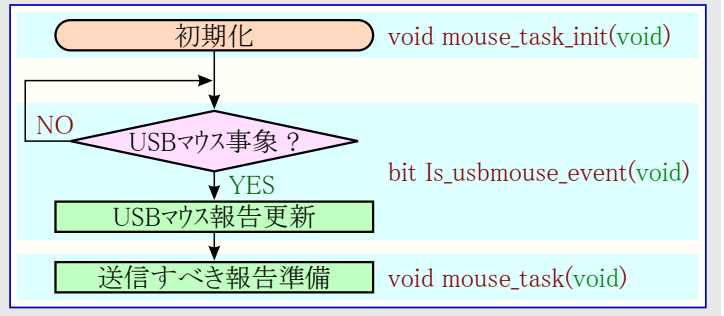 初期化 void mouse_task_init(void)
USBマウス事象？
NO
bit Is_usbmouse_event(void)
YES
USBマウス報告更新
送信すべき報告準備 void mouse_task(void)